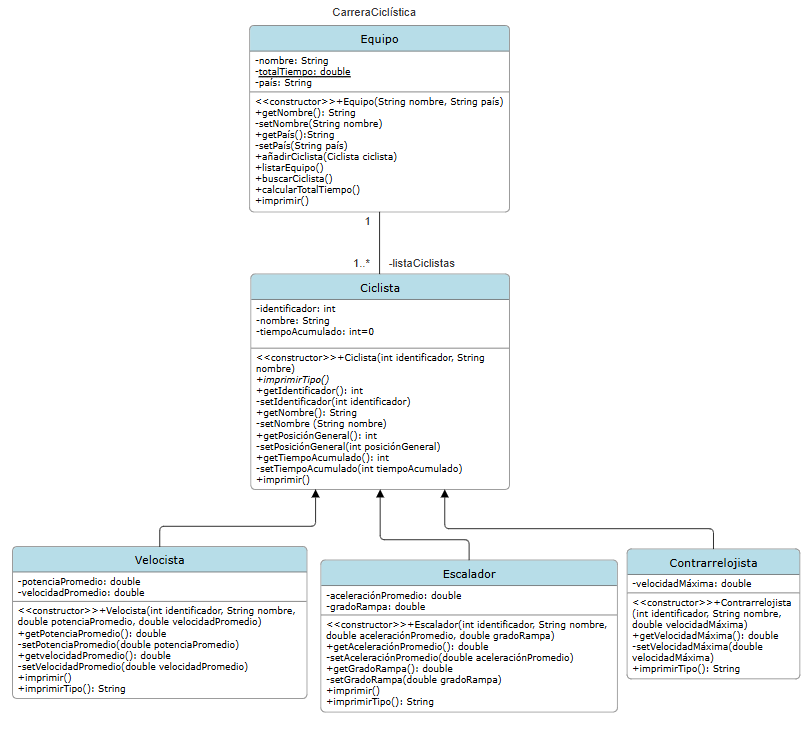 CarreraCiclística
Equipo
-nombre: String
-totalTiempo: double
-país: String
<<constructor>>+Equipo(String nombre, String país)
+getNombre(): String
-setNombre(String nombre)
+getPaís():String
-setPaís(String país)
+añadirCiclista(Ciclista ciclista)
+listarEquipo()
+buscarCiclista()
+calcularTotalTiempo()
+imprimir()
1
1..* -listaCiclistas
Ciclista
-identificador: int
-nombre: String
-tiempoAcumulado: int=0
<<constructor>>+Ciclista(int identificador, String
nombre)
+imprimirTipo()
+getIdentificador(): int
-setIdentificador(int identificador)
+getNombre(): String
-setNombre (String nombre)
+getPosiciónGeneral(): int
-setPosiciónGeneral(int posiciónGeneral)
+getTiempoAcumulado(): int
-setTiempoAcumulado(int tiempoAcumulado)
+imprimir()
Velocista
-potenciaPromedio: double
-velocidadPromedio: double
<<constructor>>+Velocista(int identificador, String nombre,
double potenciaPromedio, double velocidadPromedio)
+getPotenciaPromedio(): double
-setPotenciaPromedio(double potenciaPromedio)
+getvelocidadPromedio(): double
-setVelocidadPromedio(double velocidadPromedio)
+imprimir()
+imprimirTipo(): String
Escalador
-aceleraciónPromedio: double
-gradoRampa: double
<<constructor>>+Escalador(int identificador, String nombre,
double aceleraciónPromedio, double gradoRampa)
+getAceleraciónPromedio(): double
-setAceleraciónPromedio(double aceleraciónPromedio)
+getGradoRampa(): double
-setGradoRampa(double gradoRampa)
+imprimir()
+imprimirTipo(): String
Contrarrelojista
-velocidadMáxima: double
<<constructor>>+Contrarrelojista
(int identificador, String nombre,
double velocidadMáxima)
+getVelocidadMáxima(): double
-setVelocidadMáxima(double
velocidadMáxima)
+imprimirTipo(): String